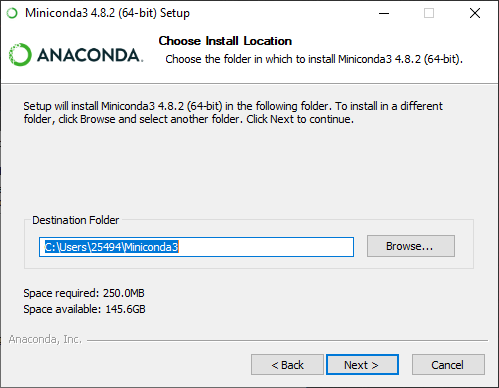 Miniconda3 4.8.2 (64-bit) Setup
ANACONDA.
Choose Install Location
Choose the folder in which to install Miniconda3 4.8.2 (64-bit).
Setup will install Miniconda3 4.8.2 (64-bit) in the following folder. To install in a different
folder, click Browse and select another folder. Click Next to continue.
Destination Folder
C:\Users\25494\Miniconda3
Browse...
Space required: 250.0MB
Space available: 145.6GB
Anaconda, Inc.
< Back
Next >
Cancel